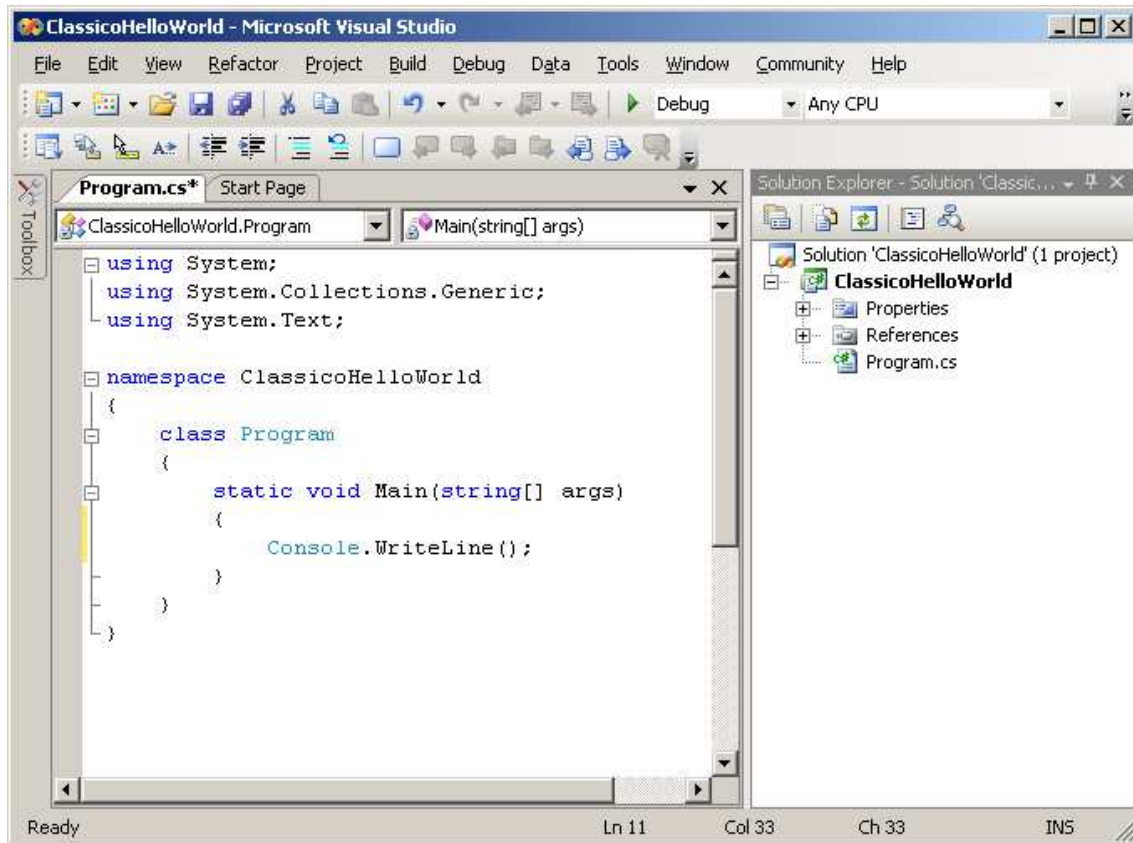 ClassicoHelloWorld - Microsoft Visual Studio
File Edit View Refactor Project Build Debug Data Tools Window Community Help
Debug Any CPU
Program.cs* Start Page
Solution Explorer - Solution 'Classic...
Toolbox
ClassicoHelloWorld.Program Main(string[] args)
using System;
using System.Collections.Generic;
using System.Text;
namespace ClassicoHelloWorld
{
class Program
{
static void Main(string[] args)
{
Console.WriteLine();
}
}
}
Solution 'ClassicoHelloWorld' (1 project)
ClassicoHelloWorld
Properties
References
Program.cs
Ready Ln 11 Col 33 Ch 33 INS